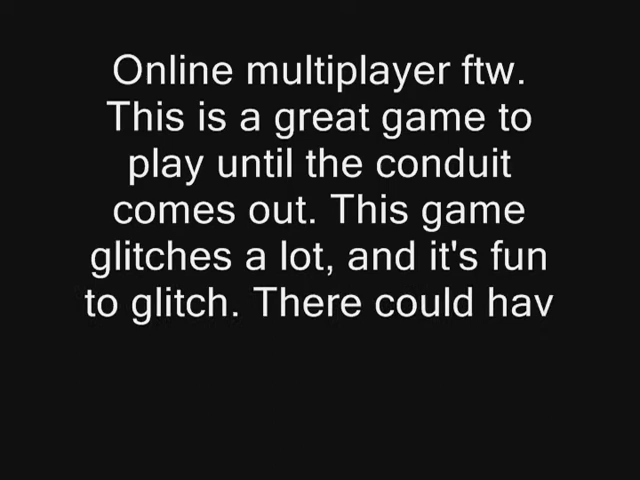 Online multiplayer ftw.
This is a great game to
play until the conduit
comes out. This game
glitches a lot, and it's fun
to glitch. There could hav